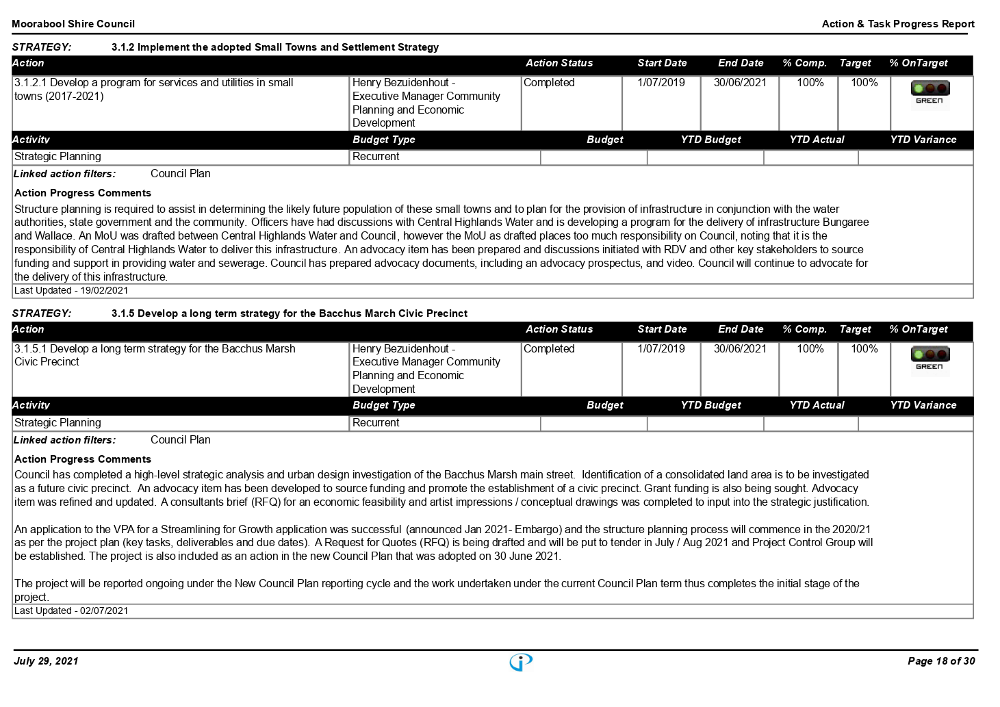 Moorabool Shire Council Action & Task Progress Report
STRATEGY: 3.1.2 Implement the adopted Small Towns and Settlement Strategy
Action Action Status Start Date End Date % Comp. Target % OnTarget
3.1.2.1 Develop a program for services and utilities in small Henry Bezuidenhout - Completed 1/07/2019 30/06/2021 100% 100%
towns (2017-2021) Executive Manager Community GREEN
Planning and Economic
Development
Activity Budget Type Budget YTD Budget YTD Actual YTD Variance
Strategic Planning Recurrent
Linked action filters: Council Plan
Action Progress Comments
Structure planning is required to assist in determining the likely future population of these small towns and to plan for the provision of infrastructure in conjunction with the water
authorities, state government and the community. Officers have had discussions with Central Highlands Water and is developing a program for the delivery of infrastructure Bungaree
and Wallace. An MoU was drafted between Central Highlands Water and Council, however the MoU as drafted places too much responsibility on Council, noting that it is the
responsibility of Central Highlands Water to deliver this infrastructure. An advocacy item has been prepared and discussions initiated with RDV and other key stakeholders to source
funding and support in providing water and sewerage. Council has prepared advocacy documents, including an advocacy prospectus, and video. Council will continue to advocate for
the delivery of this infrastructure.
Last Updated - 19/02/2021
STRATEGY: 3.1.5 Develop a long term strategy for the Bacchus March Civic Precinct
Action Action Status Start Date End Date % Comp. Target % OnTarget
3.1.5.1 Develop a long term strategy for the Bacchus Marsh Henry Bezuidenhout - Completed 1/07/2019 30/06/2021 100% 100%
Civic Precinct Executive Manager Community GREEN
Planning and Economic
Development
Activity Budget Type Budget YTD Budget YTD Actual YTD Variance
Strategic Planning Recurrent
Linked action filters: Council Plan
Action Progress Comments
Council has completed a high-level strategic analysis and urban design investigation of the Bacchus Marsh main street. Identification of a consolidated land area is to be investigated
as a future civic precinct. An advocacy item has been developed to source funding and promote the establishment of a civic precinct. Grant funding is also being sought. Advocacy
item was refined and updated. A consultants brief (RFQ) for an economic feasibility and artist impressions / conceptual drawings was completed to input into the strategic justification.
An application to the VPA for a Streamlining for Growth application was successful (announced Jan 2021- Embargo) and the structure planning process will commence in the 2020/21
as per the project plan (key tasks, deliverables and due dates). A Request for Quotes (RFQ) is being drafted and will be put to tender in July / Aug 2021 and Project Control Group will
be established. The project is also included as an action in the new Council Plan that was adopted on 30 June 2021.
The project will be reported ongoing under the New Council Plan reporting cycle and the work undertaken under the current Council Plan term thus completes the initial stage of the
project.
Last Updated - 02/07/2021
July 29, 2021 Page 18 of 30